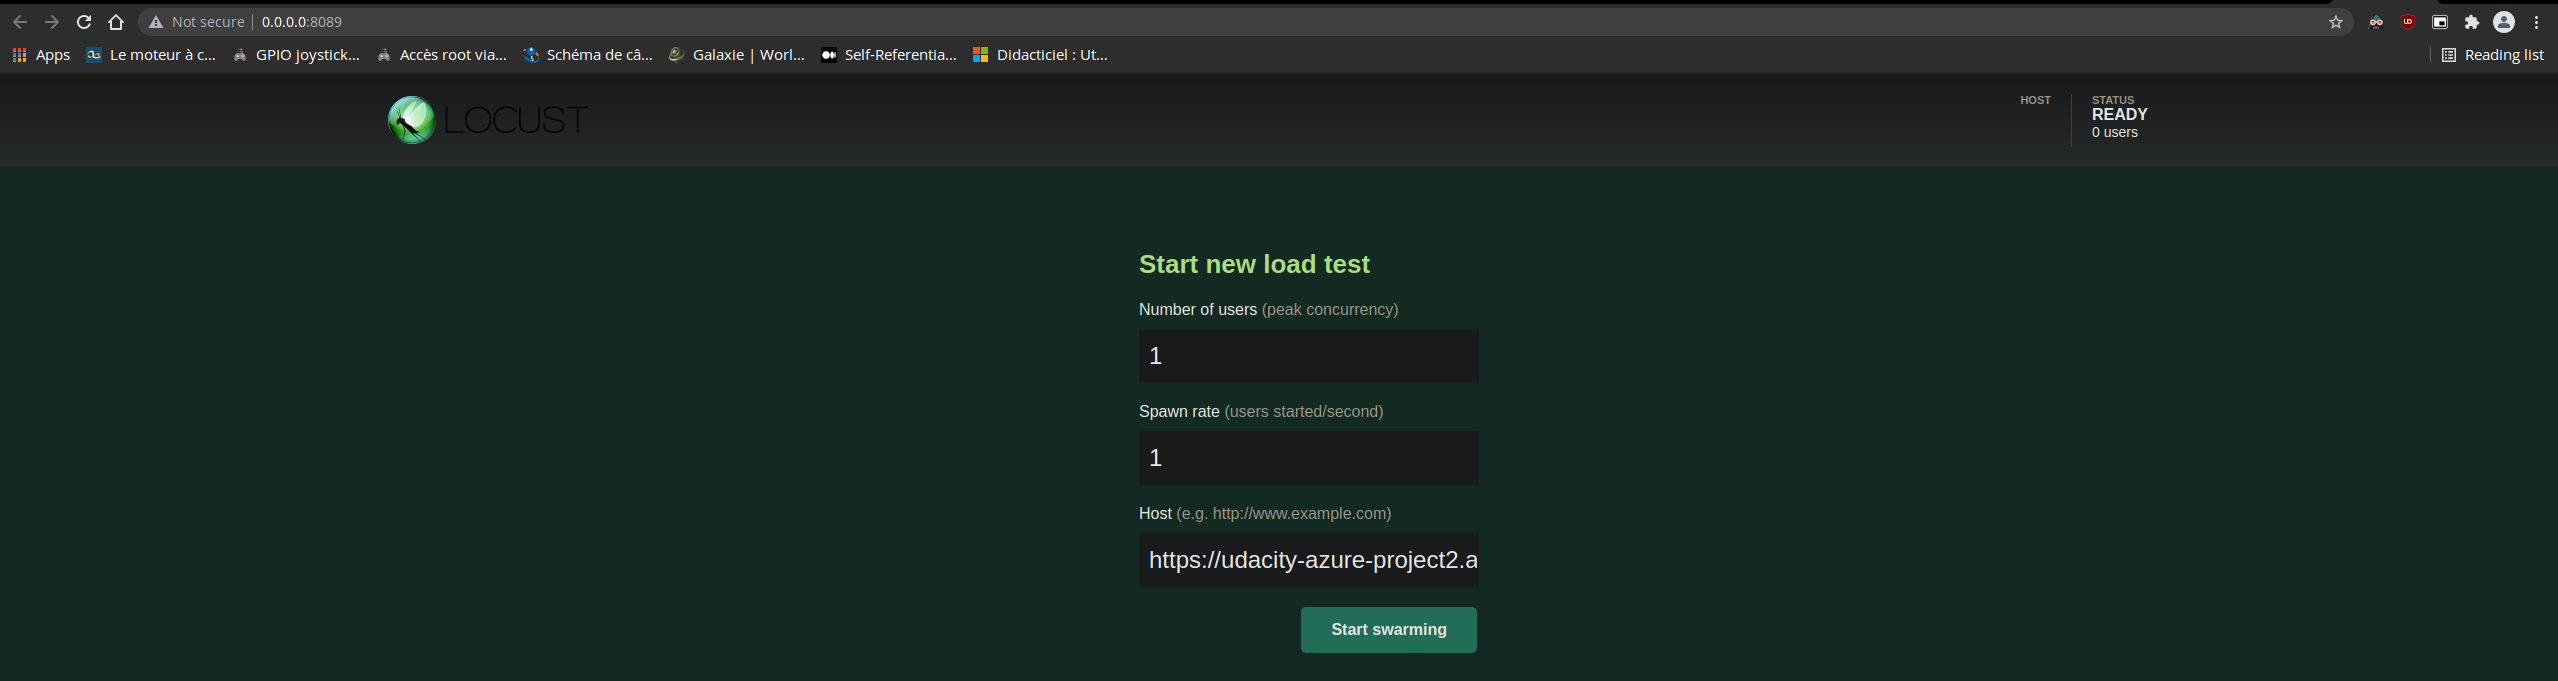 Not secure 0.0.0.0:8089
Apps Le moteur à c... GPIO joystick... Accès root via... Schéma de câ... Galaxie | Worl... Self-Referentia... Didacticiel : Ut... Reading list
LOCUST
HOST
STATUS
READY
0 users
Start new load test
Number of users (peak concurrency)
1
Spawn rate (users started/second)
1
Host (e.g. http://www.example.com)
https://udacity-azure-project2.a
Start swarming